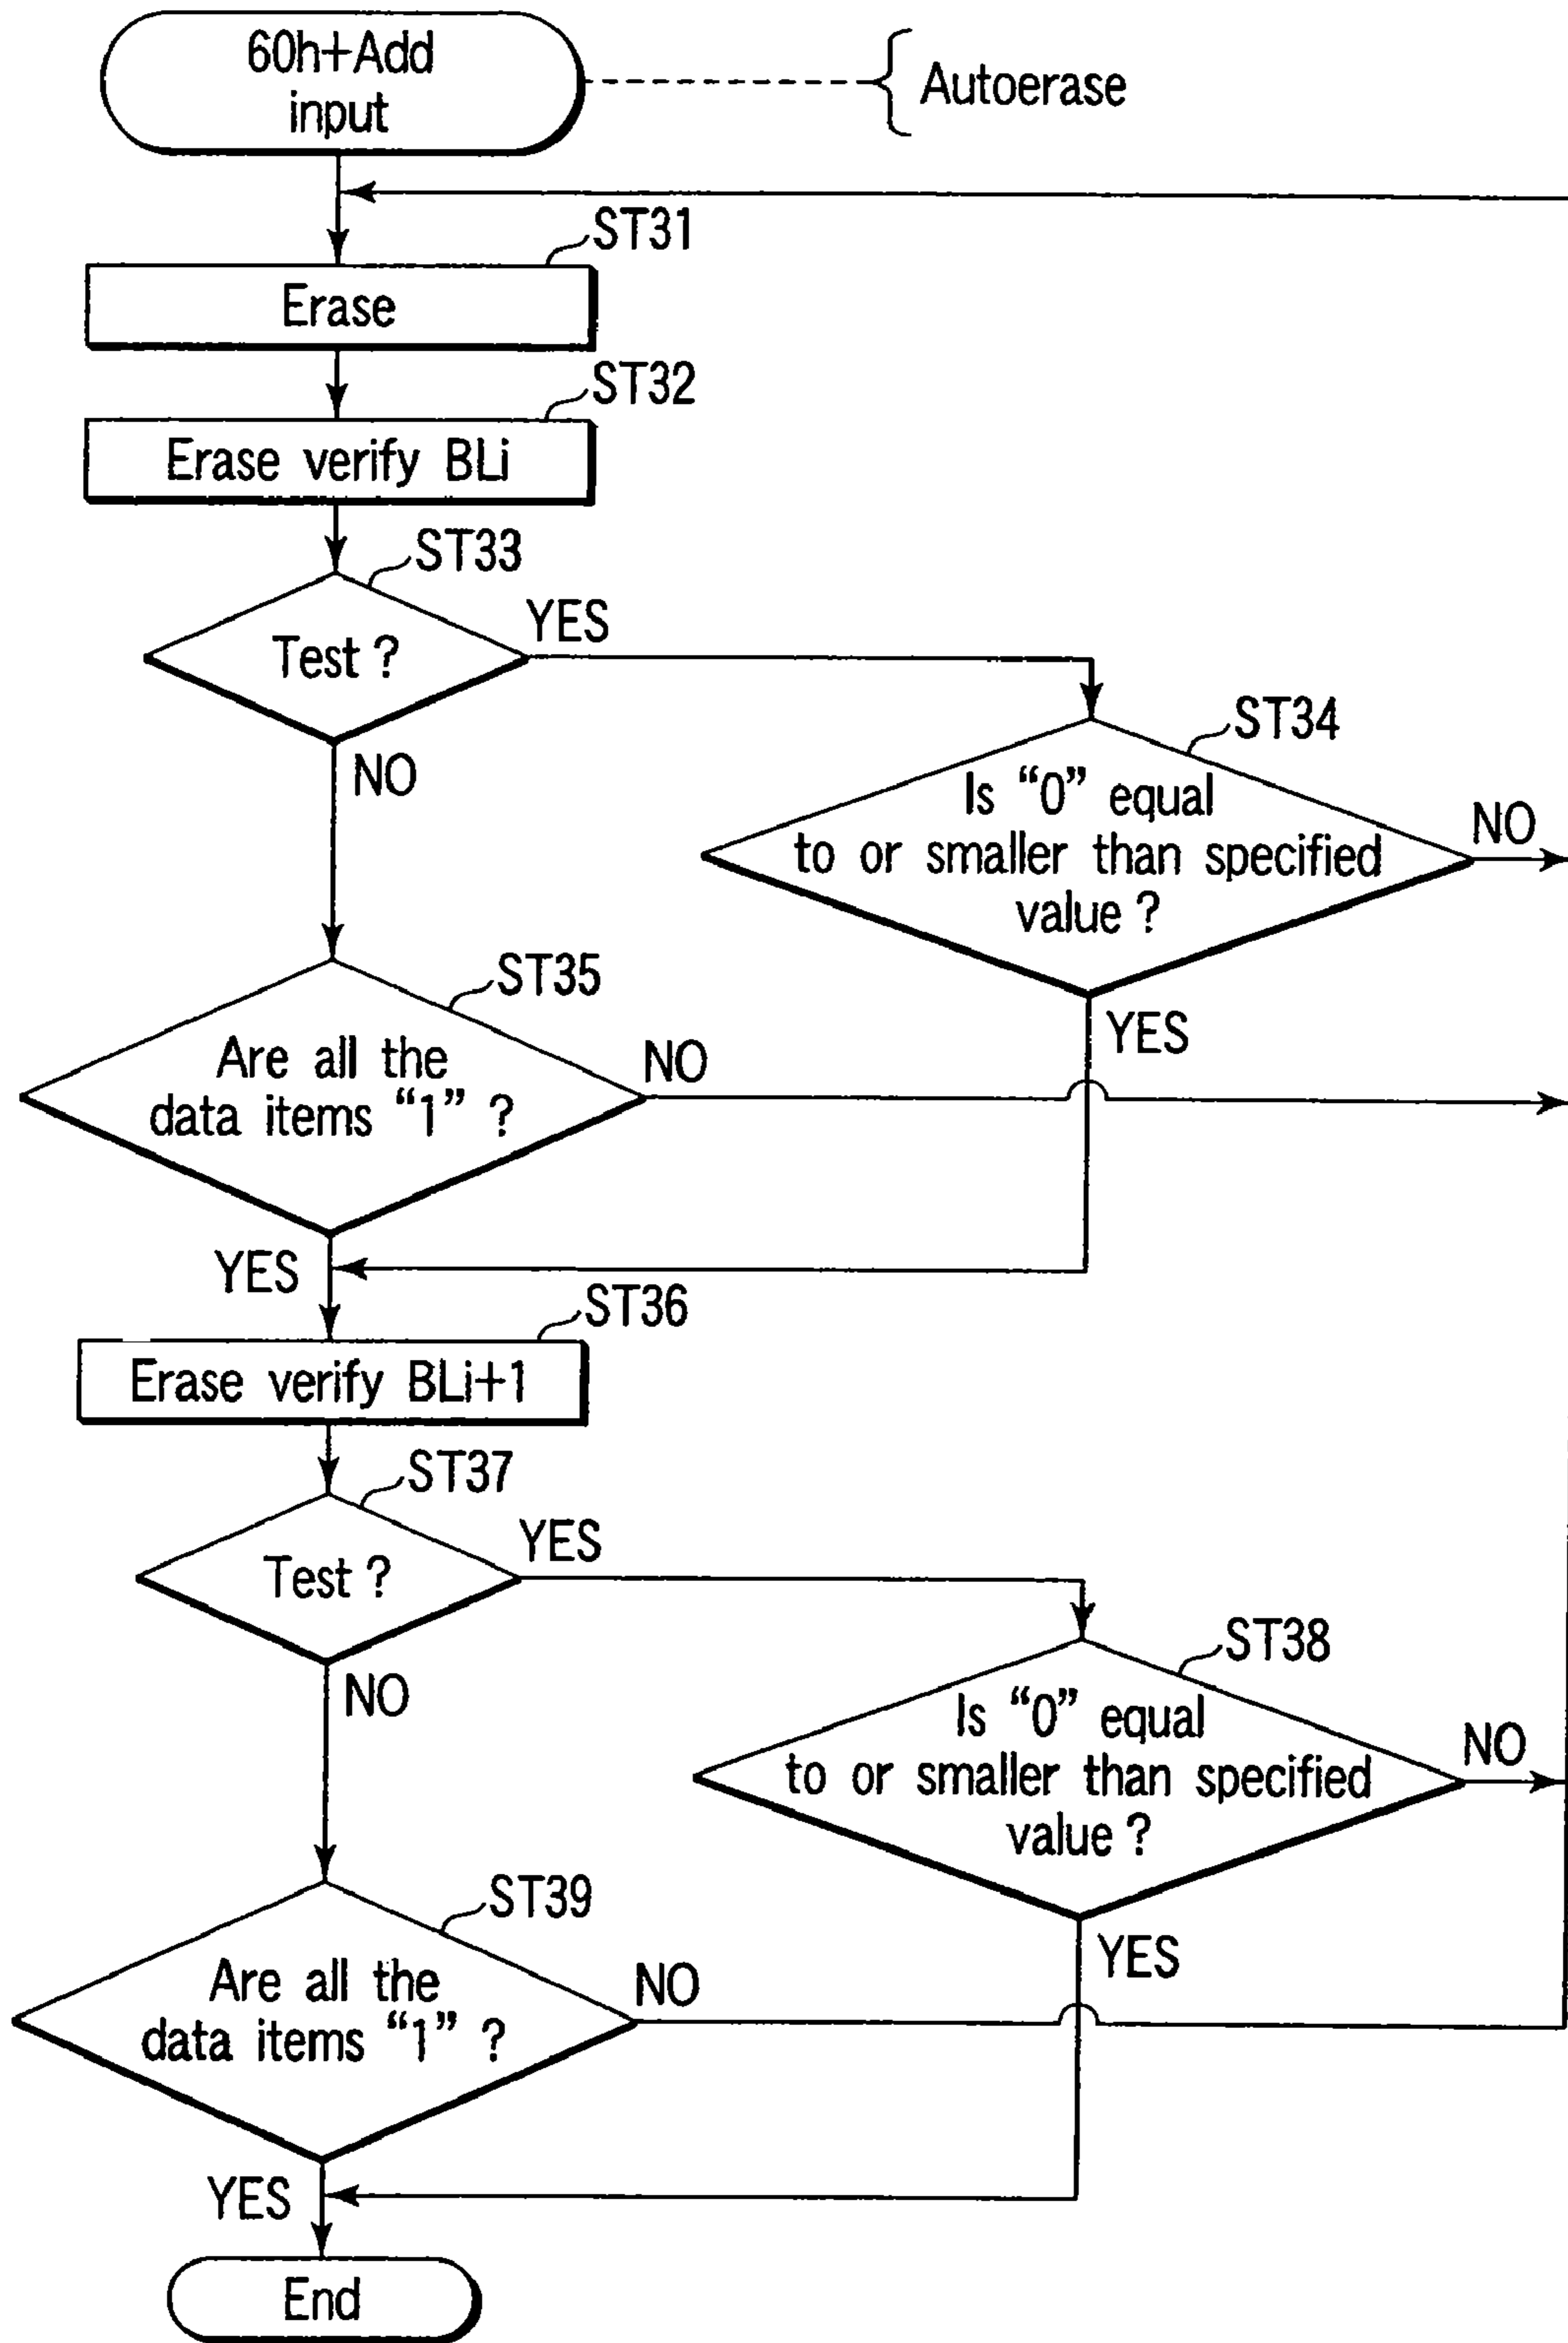 60h+Add
input
Autoerase
ST31
Erase
ST32
Erase verify BLi
ST33
Test ?
YES
NO
ST34
Is “0” equal
to or smaller than specified
value ?
NO
YES
ST35
Are all the
data items “1” ?
NO
YES
ST36
Erase verify BLi+1
ST37
Test ?
YES
NO
ST38
Is “0” equal
to or smaller than specified
value ?
NO
YES
ST39
Are all the
data items “1” ?
NO
YES
End